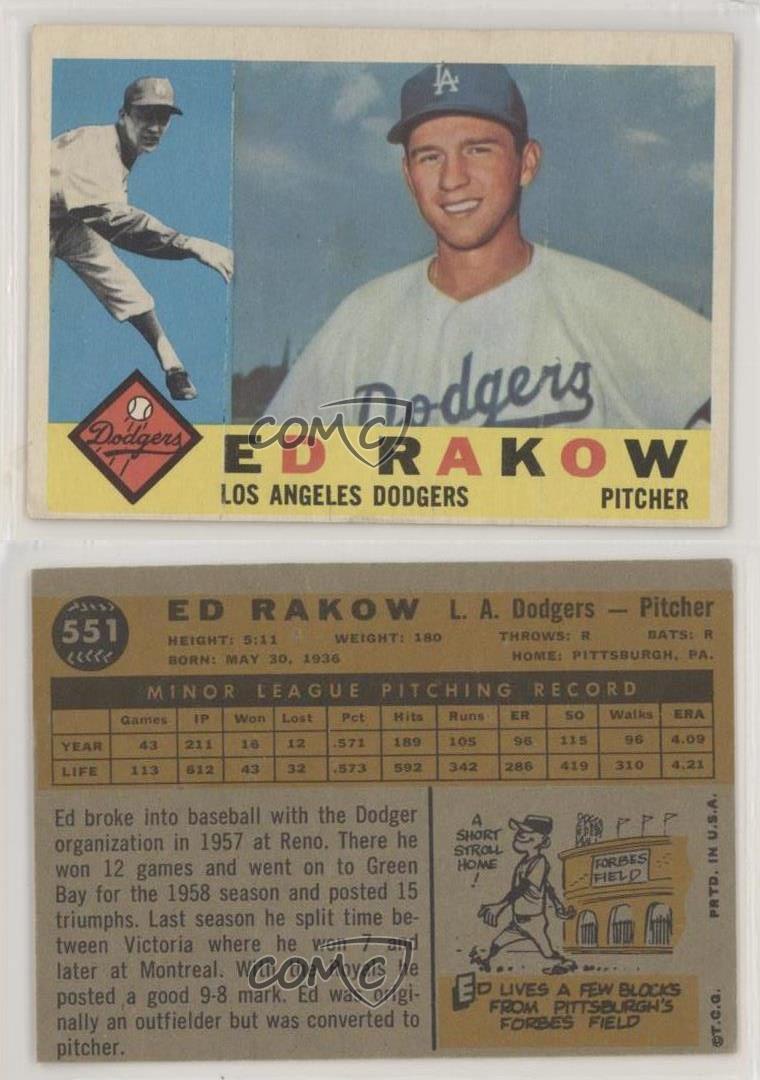 LA
Dodgers
Dodgers
COMC
ED RAKOW
LOS ANGELES DODGERS PITCHER
551
ED RAKOW L. A. Dodgers — Pitcher
HEIGHT: 5:11 WEIGHT: 180 THROWS: R BATS: R
BORN: MAY 30, 1936 HOME: PITTSBURGH, PA.
MINOR LEAGUE PITCHING RECORD
Games IP Won Lost Pct Hits Runs ER SO Walks ERA
YEAR 43 211 16 12 .571 189 105 96 115 96 4.09
LIFE 113 612 43 32 .573 592 342 286 419 310 4.21
Ed broke into baseball with the Dodger
organization in 1957 at Reno. There he
won 12 games and went on to Green
Bay for the 1958 season and posted 15
triumphs. Last season he split time be-
tween Victoria where he won 7 and
later at Montreal. With the Royals he
posted a good 9-8 mark. Ed was origi-
nally an outfielder but was converted to
pitcher.
COMC
A
SHORT
STROLL
HOME
!
FORBES
FIELD
ED LIVES A FEW BLOCKS
FROM PITTSBURGH'S
FORBES FIELD
PRTD. IN U.S.A.
©T.C.G.